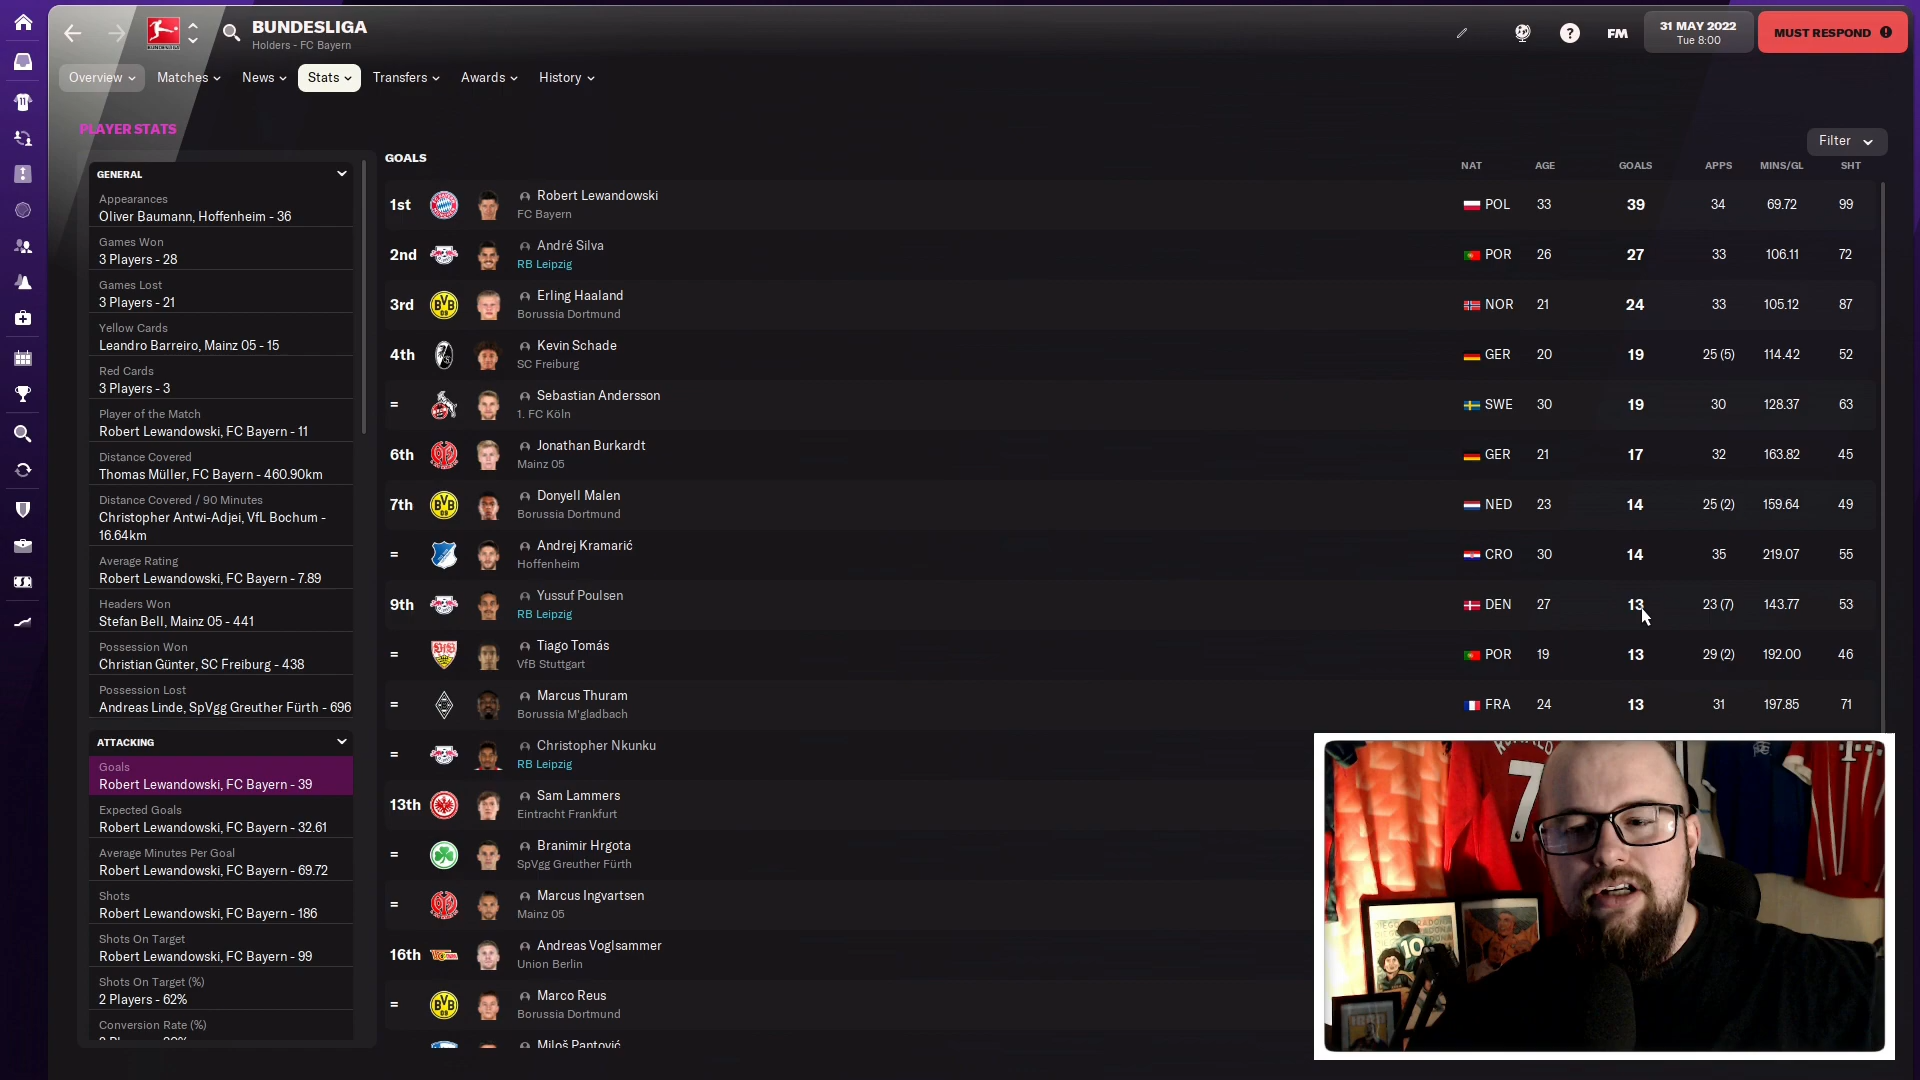 BUNDESLIGA
Holders - FC Bayern
FM
31 MAY 2022
Tue 8:00
MUST RESPOND
Overview
Matches
News
Stats
Transfers
Awards
History
PLAYER STATS
Filter
GENERAL
Appearances
Oliver Baumann, Hoffenheim - 36
Games Won
3 Players - 28
Games Lost
3 Players - 21
Yellow Cards
Leandro Barreiro, Mainz 05 - 15
Red Cards
3 Players - 3
Player of the Match
Robert Lewandowski, FC Bayern - 11
Distance Covered
Thomas Müller, FC Bayern - 460.90km
Distance Covered / 90 Minutes
Christopher Antwi-Adjei, VfL Bochum -
16.64km
Average Rating
Robert Lewandowski, FC Bayern - 7.89
Headers Won
Stefan Bell, Mainz 05 - 441
Possession Won
Christian Günter, SC Freiburg - 438
Possession Lost
Andreas Linde, SpVgg Greuther Fürth - 696
ATTACKING
Goals
Robert Lewandowski, FC Bayern - 39
Expected Goals
Robert Lewandowski, FC Bayern - 32.61
Average Minutes Per Goal
Robert Lewandowski, FC Bayern - 69.72
Shots
Robert Lewandowski, FC Bayern - 186
Shots On Target
Robert Lewandowski, FC Bayern - 99
Shots On Target (%)
2 Players - 62%
Conversion Rate (%)
GOALS
NAT AGE GOALS APPS MINS/GL SHT
1st Robert Lewandowski POL 33 39 34 69.72 99
FC Bayern
2nd André Silva POR 26 27 33 106.11 72
RB Leipzig
3rd Erling Haaland NOR 21 24 33 105.12 87
Borussia Dortmund
4th Kevin Schade GER 20 19 25 (5) 114.42 52
SC Freiburg
= Sebastian Andersson SWE 30 19 30 128.37 63
1. FC Köln
6th Jonathan Burkardt GER 21 17 32 163.82 45
Mainz 05
7th Donyell Malen NED 23 14 25 (2) 159.64 49
Borussia Dortmund
= Andrej Kramarić CRO 30 14 35 219.07 55
Hoffenheim
9th Yussuf Poulsen DEN 27 13 23 (7) 143.77 53
RB Leipzig
= Tiago Tomás POR 19 13 29 (2) 192.00 46
VfB Stuttgart
= Marcus Thuram FRA 24 13 31 197.85 71
Borussia M'gladbach
= Christopher Nkunku
RB Leipzig
13th Sam Lammers
Eintracht Frankfurt
= Branimir Hrgota
SpVgg Greuther Fürth
= Marcus Ingvartsen
Mainz 05
16th Andreas Voglsammer
Union Berlin
= Marco Reus
Borussia Dortmund
Miloš Pantović
RONALDO
7
10